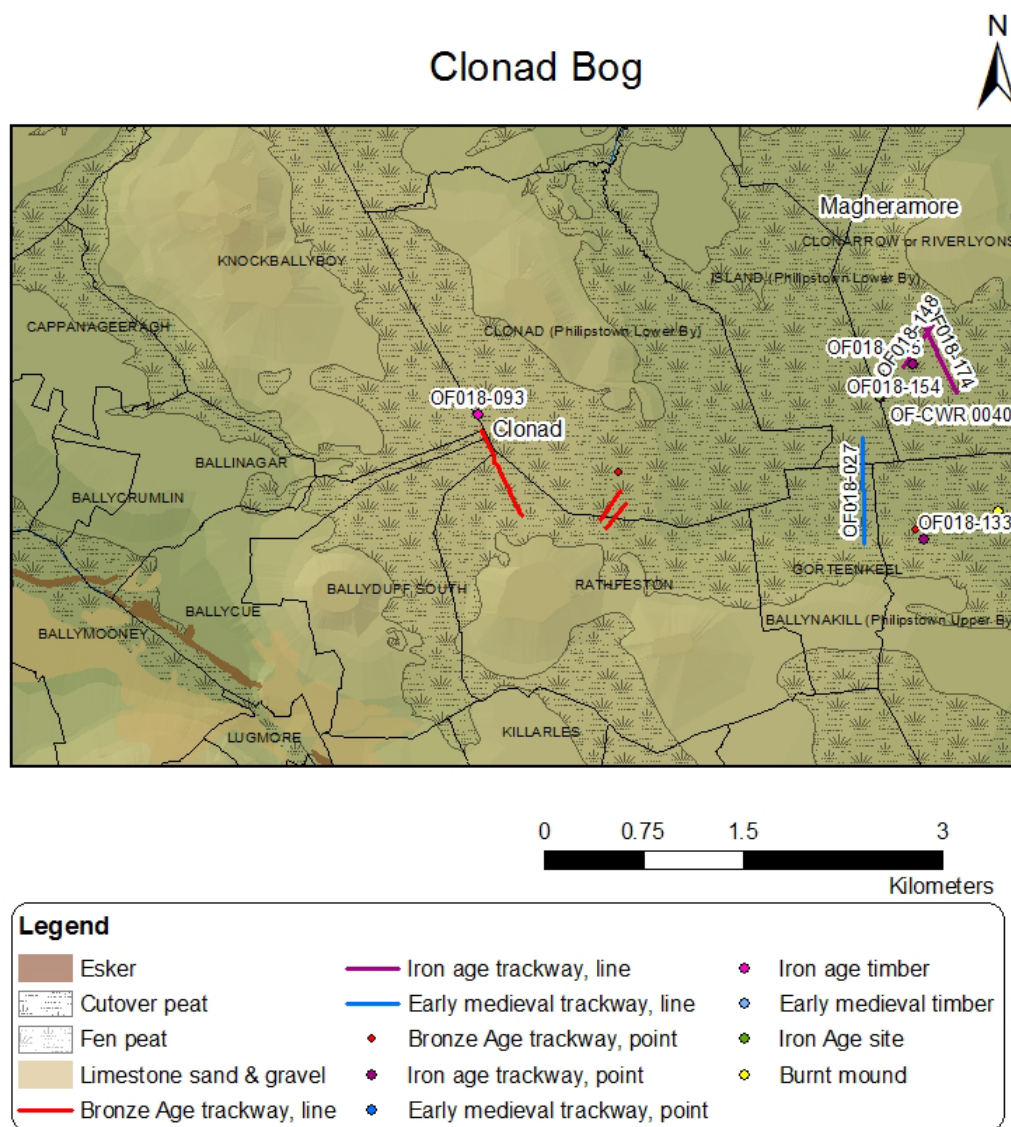 N
Clonad Bog
Magheramore
CLONARROW or RIVERLYONS
KNOCKBALLYBOY
ISLAND (Philipstown Lower By)
CAPPANAGEERAGH
CLONAD (Philipstown Lower By)
OF018-148
OF018-174
OF018-154
OF018-093
OF-CWR 0040
Clonad
BALLINAGAR
BALLYCRUMLIN
OF018-027
OF018-133
GORTEENKEEL
BALLYDUFF SOUTH
RATHFESTON
BALLYCUE
BALLYNAKILL (Philipstown Upper By)
BALLYMOONEY
LUGMORE
KILLARLES
0 0.75 1.5 3
Kilometers
Legend
Esker
Cutover peat
Fen peat
Limestone sand & gravel
Bronze Age trackway, line
Iron age trackway, line
Early medieval trackway, line
Bronze Age trackway, point
Iron age trackway, point
Early medieval trackway, point
Iron age timber
Early medieval timber
Iron Age site
Burnt mound